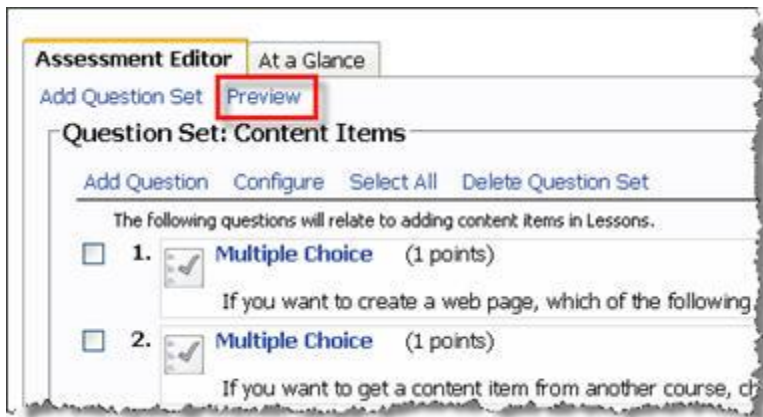 Assessment Editor At a Glance
Add Question Set Preview
Question Set: Content Items
Add Question Configure Select All Delete Question Set
The following questions will relate to adding content items in Lessons.
1. Multiple Choice (1 points)
If you want to create a web page, which of the following
2. Multiple Choice (1 points)
If you want to get a content item from another course,